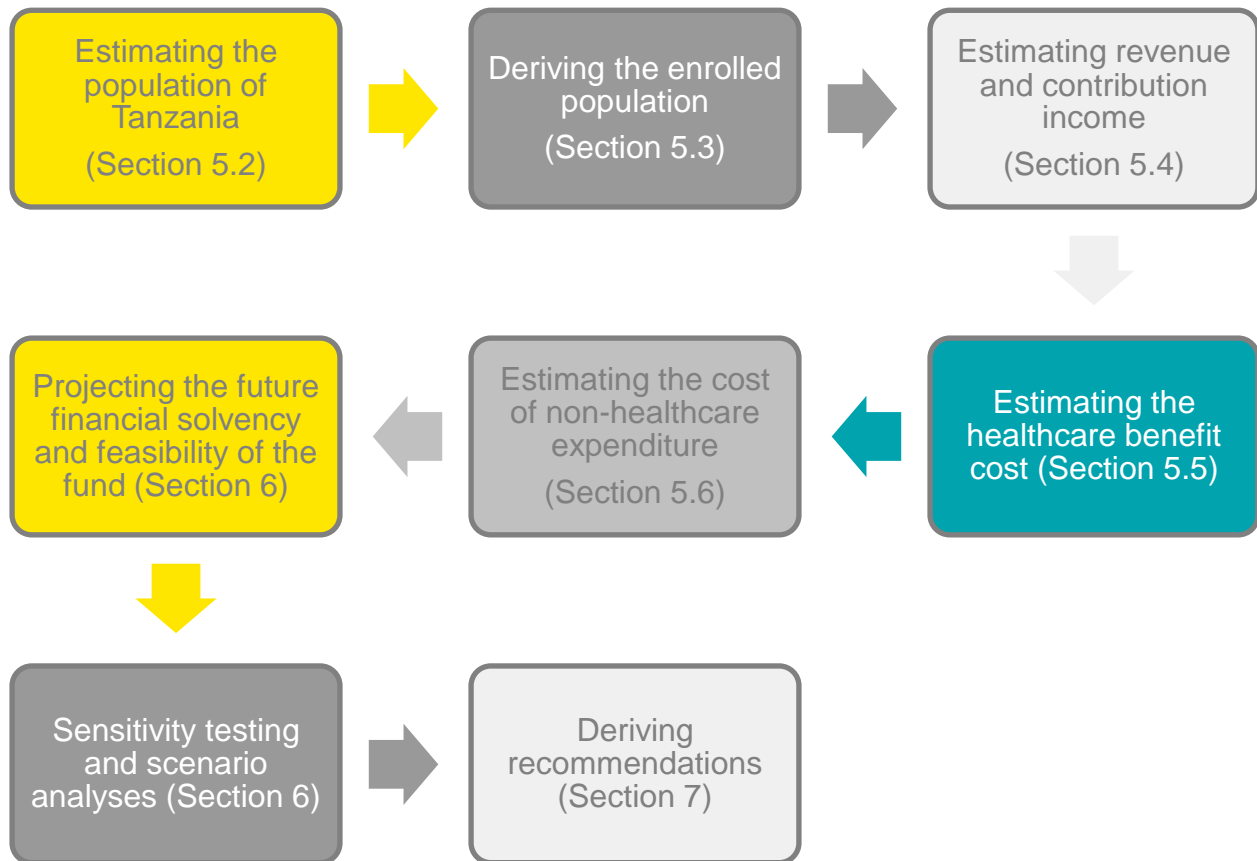 Estimating the
population of
Tanzania
(Section 5.2)
Deriving the enrolled
population
(Section 5.3)
Estimating revenue
and contribution
income
(Section 5.4)
Estimating the
healthcare benefit
cost (Section 5.5)
Estimating the cost
of non-healthcare
expenditure
(Section 5.6)
Projecting the future
financial solvency
and feasibility of the
fund (Section 6)
Sensitivity testing
and scenario
analyses (Section 6)
Deriving
recommendations
(Section 7)